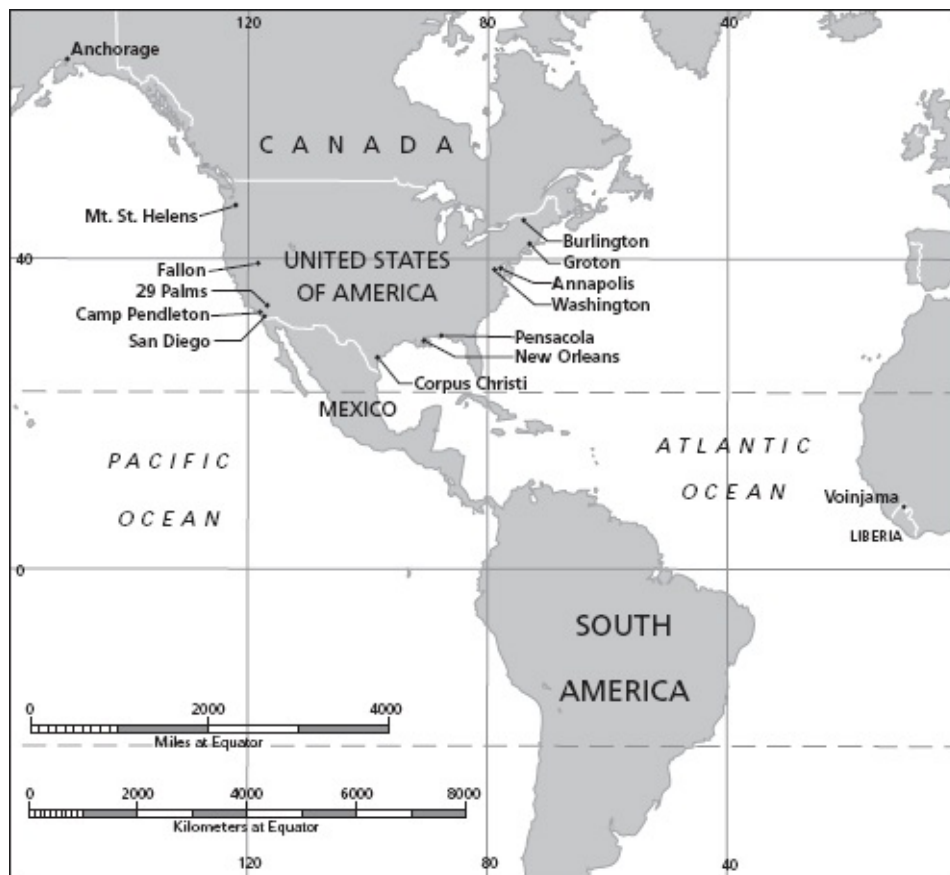 120 80 40
Anchorage
C A N A D A
Mt. St. Helens
Burlington
40
Fallon
UNITED STATES
OF AMERICA
Groton
Annapolis
29 Palms
Washington
Camp Pendleton
San Diego
Pensacola
New Orleans
Corpus Christi
MEXICO
PACIFIC
OCEAN
ATLANTIC
OCEAN
Voinjama
LIBERIA
0
SOUTH
AMERICA
0 2000 4000
Miles at Equator
0 2000 4000 6000 8000
Kilometers at Equator
120 80 40